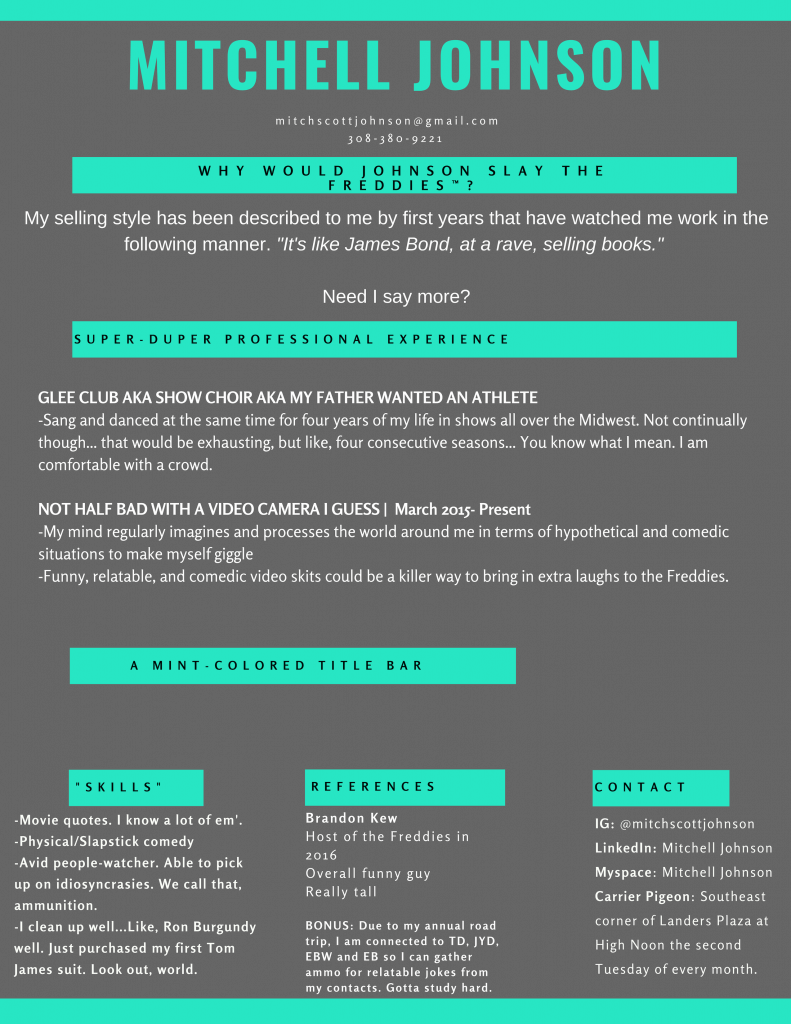 MITCHELL JOHNSON
mitchscottjohnson@gmail.com
308-380-9221
WHY WOULD JOHNSON SLAY THE
FREDDIES™?
My selling style has been described to me by first years that have watched me work in the
following manner. "It's like James Bond, at a rave, selling books."
Need I say more?
SUPER-DUPER PROFESSIONAL EXPERIENCE
GLEE CLUB AKA SHOW CHOIR AKA MY FATHER WANTED AN ATHLETE
-Sang and danced at the same time for four years of my life in shows all over the Midwest. Not continually
though... that would be exhausting, but like, four consecutive seasons... You know what I mean. I am
comfortable with a crowd.
NOT HALF BAD WITH A VIDEO CAMERA I GUESS | March 2015- Present
-My mind regularly imagines and processes the world around me in terms of hypothetical and comedic
situations to make myself giggle
-Funny, relatable, and comedic video skits could be a killer way to bring in extra laughs to the Freddies.
A MINT-COLORED TITLE BAR
"SKILLS"
-Movie quotes. I know a lot of em'.
-Physical/Slapstick comedy
-Avid people-watcher. Able to pick
up on idiosyncrasies. We call that,
ammunition.
-I clean up well...Like, Ron Burgundy
well. Just purchased my first Tom
James suit. Look out, world.
REFERENCES
Brandon Kew
Host of the Freddies in
2016
Overall funny guy
Really tall
BONUS: Due to my annual road
trip, I am connected to TD, JYD,
EBW and EB so I can gather
ammo for relatable jokes from
my contacts. Gotta study hard.
CONTACT
IG: @mitchscottjohnson
LinkedIn: Mitchell Johnson
Myspace: Mitchell Johnson
Carrier Pigeon: Southeast
corner of Landers Plaza at
High Noon the second
Tuesday of every month.